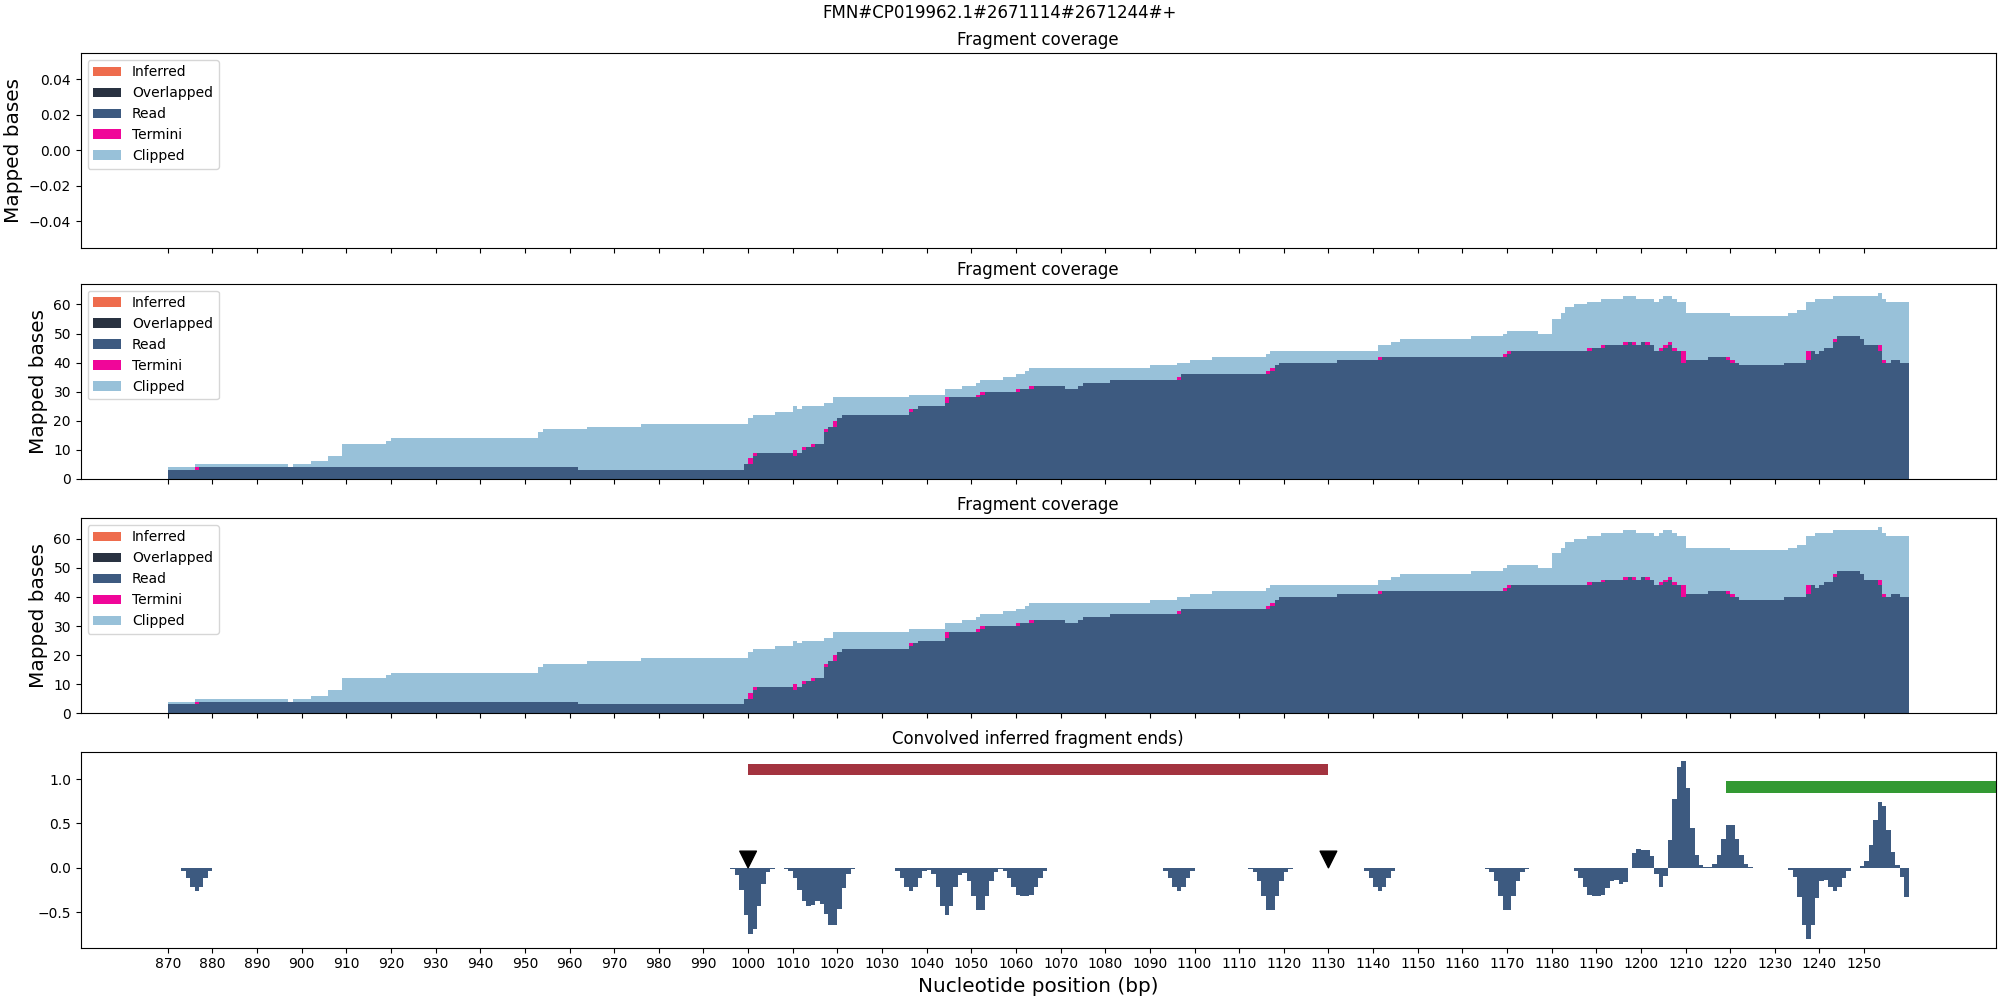 FMN#CP019962.1#2671114#2671244#+
Fragment coverage
Mapped bases
0.04
0.02
0.00
−0.02
−0.04
Inferred
Overlapped
Read
Termini
Clipped
Fragment coverage
Mapped bases
60
50
40
30
20
10
0
Inferred
Overlapped
Read
Termini
Clipped
Fragment coverage
Mapped bases
60
50
40
30
20
10
0
Inferred
Overlapped
Read
Termini
Clipped
Convolved inferred fragment ends)
1.0
0.5
0.0
−0.5
870 880 890 900 910 920 930 940 950 960 970 980 990 1000 1010 1020 1030 1040 1050 1060 1070 1080 1090 1100 1110 1120 1130 1140 1150 1160 1170 1180 1190 1200 1210 1220 1230 1240 1250
Nucleotide position (bp)